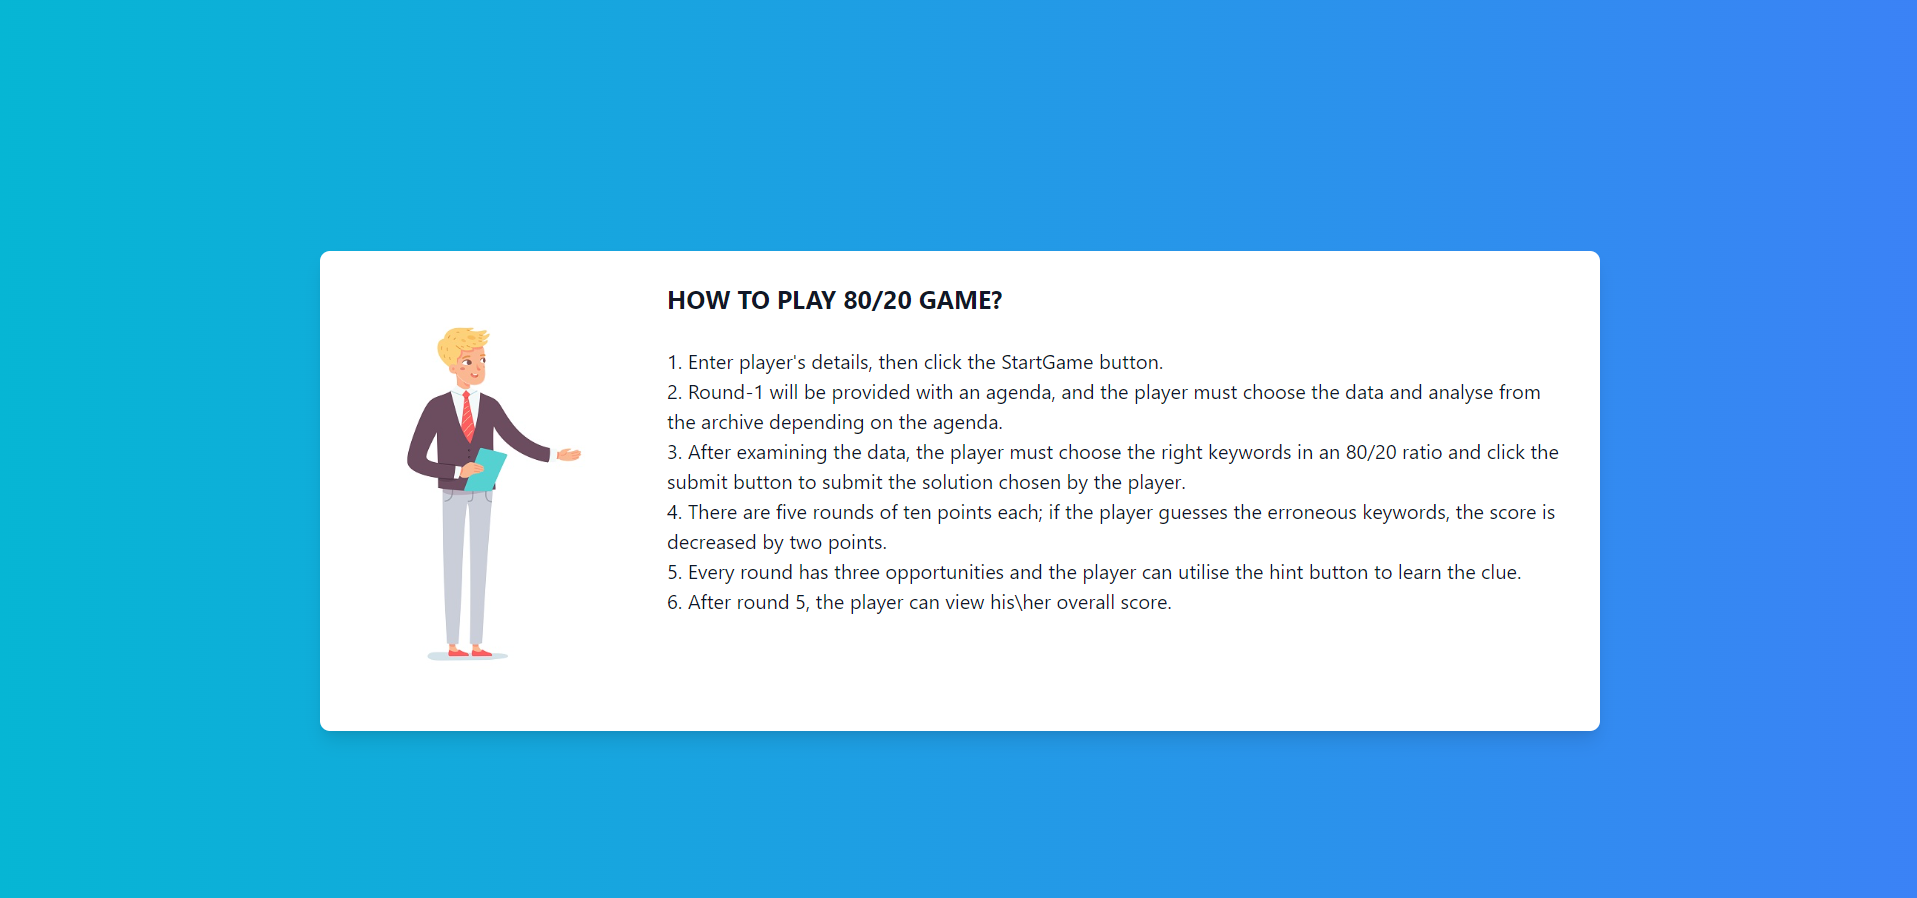 HOW TO PLAY 80/20 GAME?
1. Enter player's details, then click the StartGame button.
2. Round-1 will be provided with an agenda, and the player must choose the data and analyse from
the archive depending on the agenda.
3. After examining the data, the player must choose the right keywords in an 80/20 ratio and click the
submit button to submit the solution chosen by the player.
4. There are five rounds of ten points each; if the player guesses the erroneous keywords, the score is
decreased by two points.
5. Every round has three opportunities and the player can utilise the hint button to learn the clue.
6. After round 5, the player can view his\her overall score.